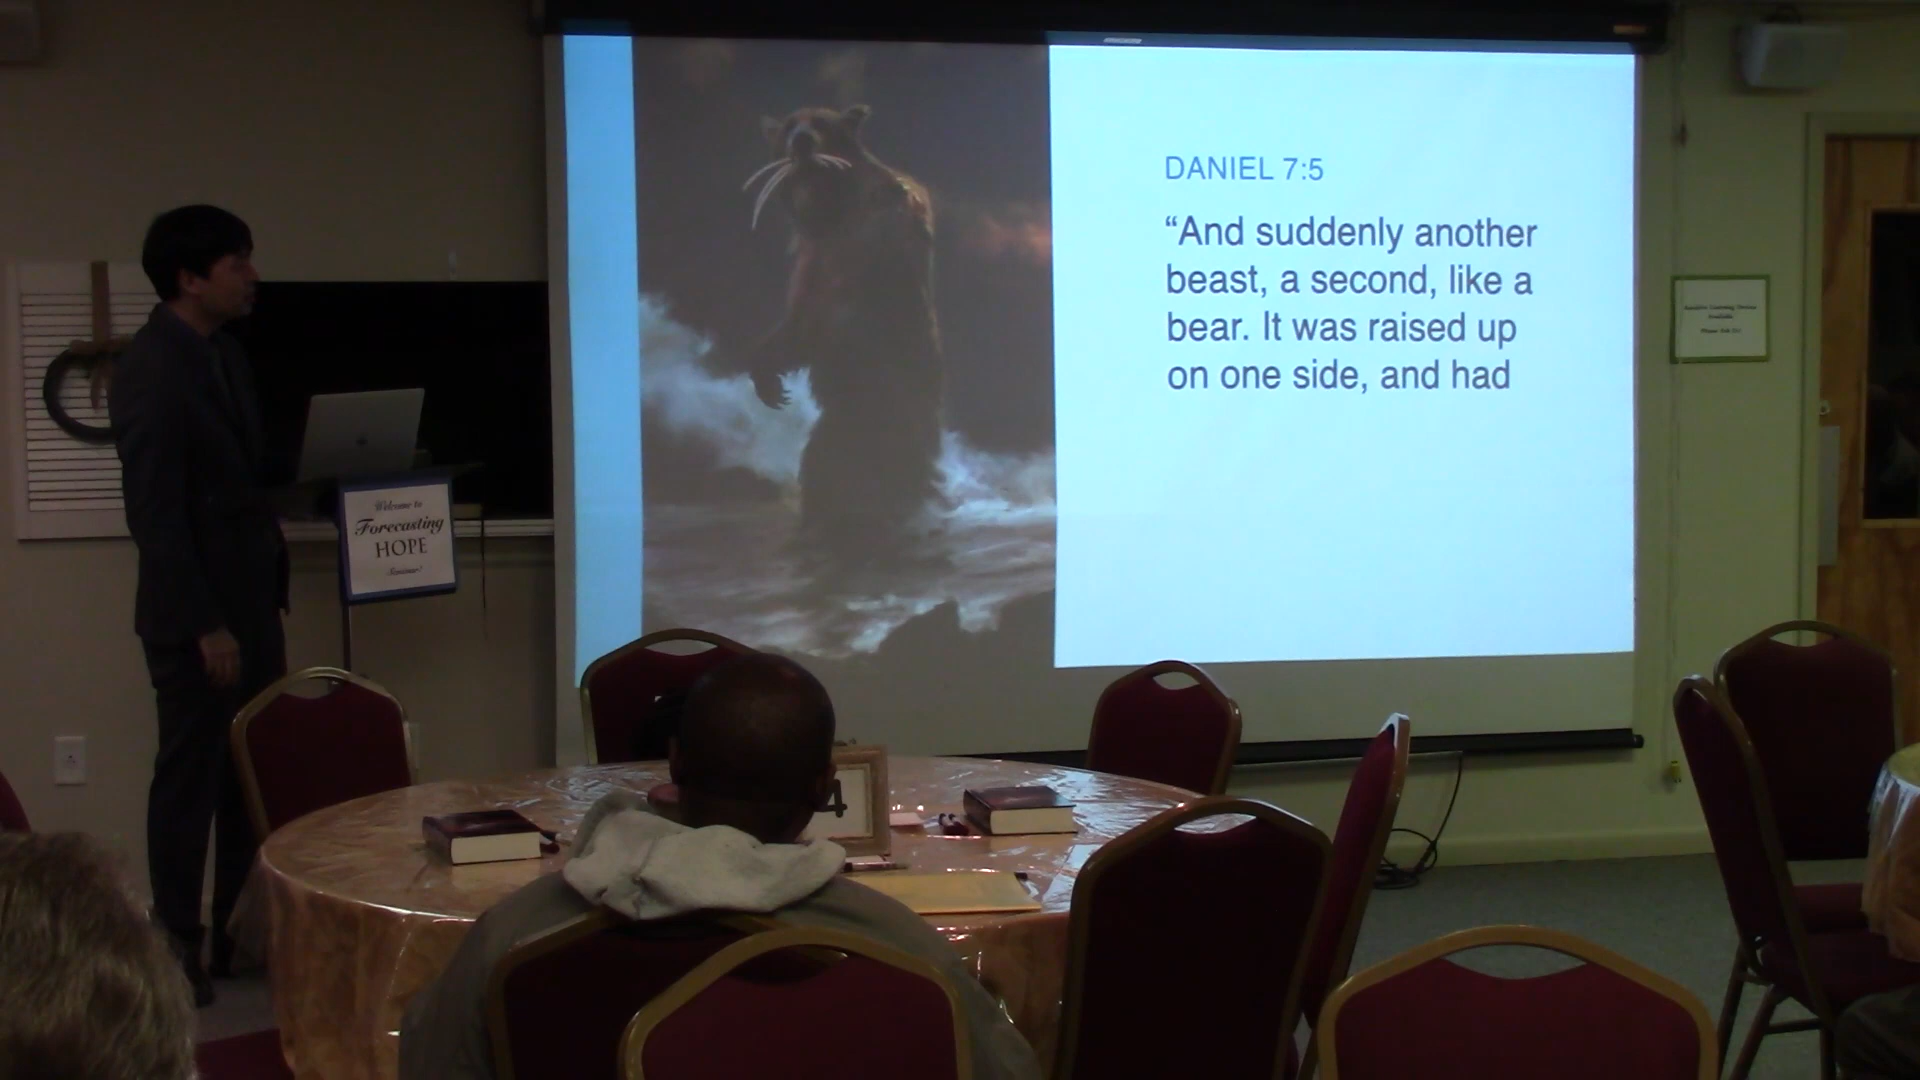 DANIEL 7:5
“And suddenly another
beast, a second, like a
bear. It was raised up
on one side, and had
Welcome to
Forecasting
HOPE
Seminar!
4